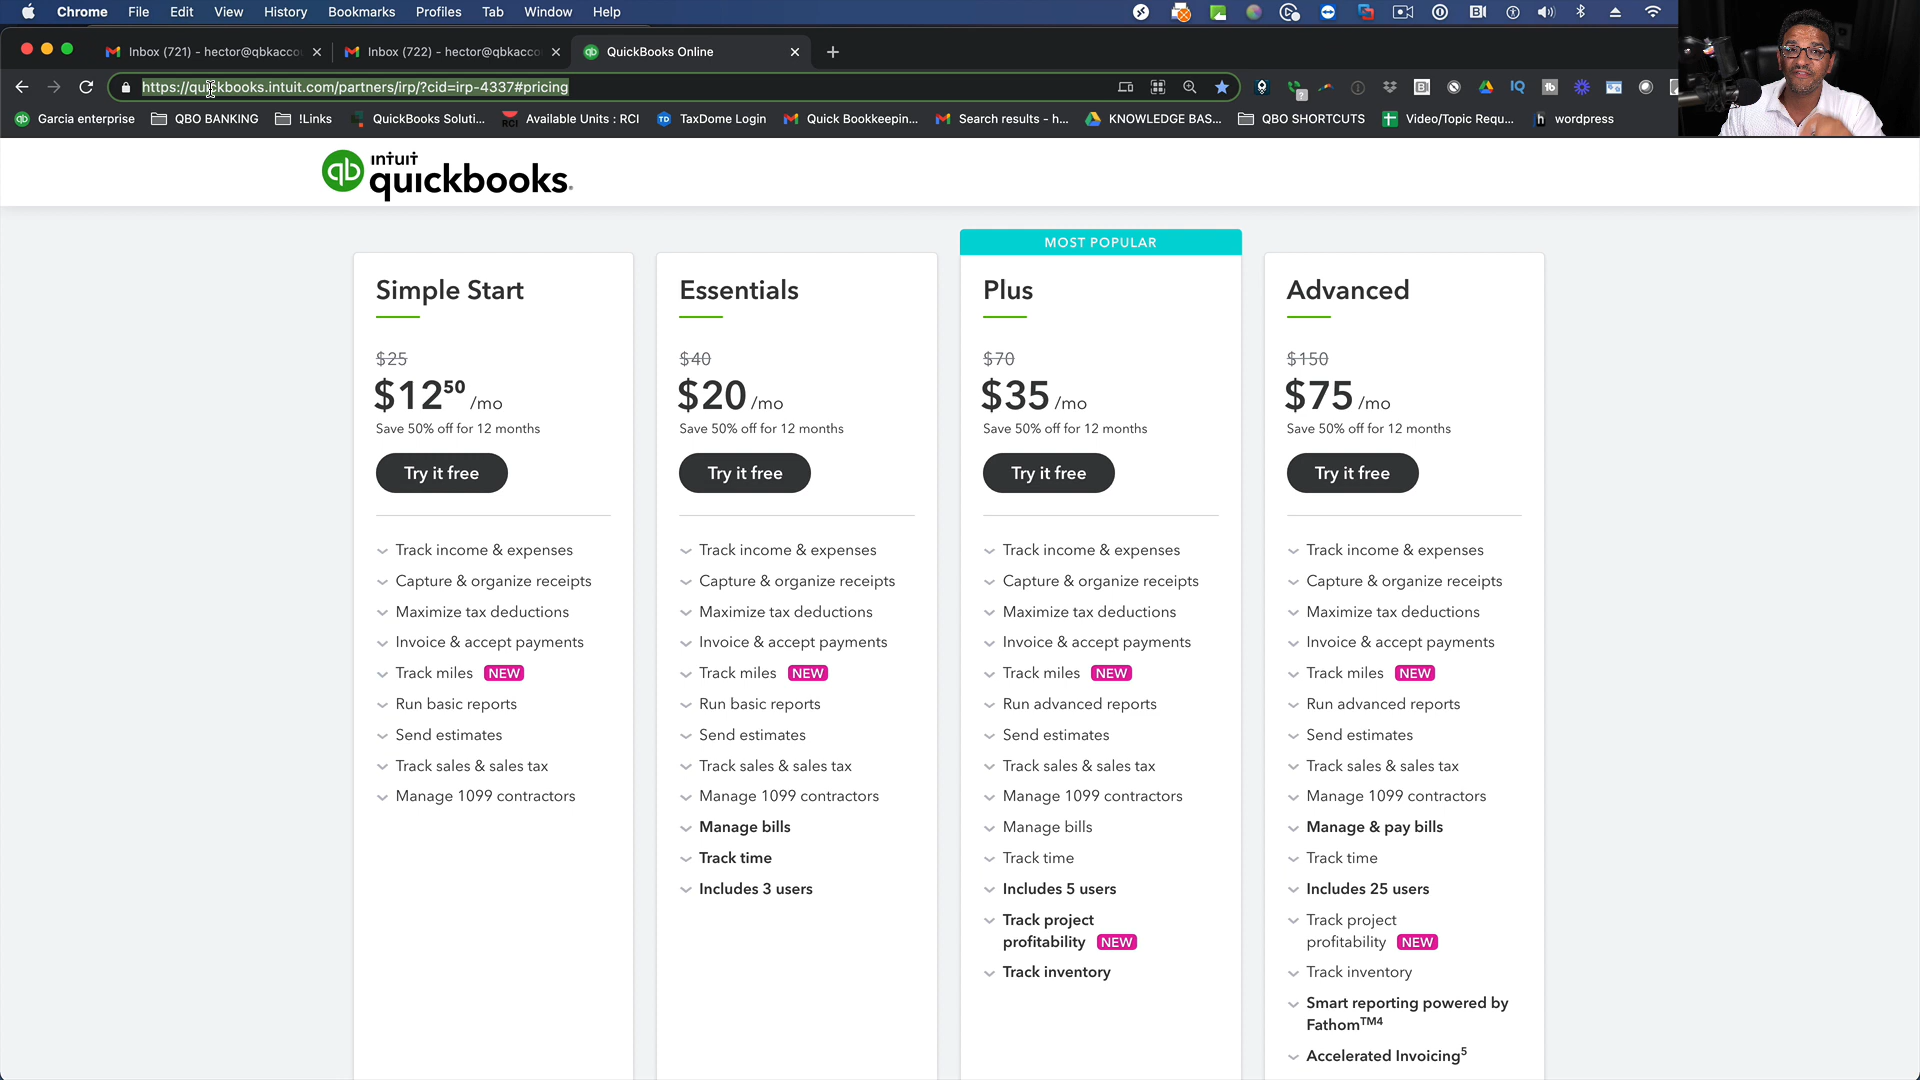 Chrome File Edit View History Bookmarks Profiles Tab Window Help
Inbox (721) - hector@qbkacco
Inbox (722) - hector@qbkacco
QuickBooks Online
https://quickbooks.intuit.com/partners/irp/?cid=irp-4337#pricing
Garcia enterprise
QBO BANKING
!Links
QuickBooks Soluti...
RCI
Available Units : RCI
TD
TaxDome Login
Quick Bookkeepin...
Search results - h...
KNOWLEDGE BAS...
QBO SHORTCUTS
Video/Topic Requ...
h
wordpress
qb
intuit
quickbooks.
MOST POPULAR
Simple Start
$25
$12⁵⁰ /mo
Save 50% off for 12 months
Try it free
Track income & expenses
Capture & organize receipts
Maximize tax deductions
Invoice & accept payments
Track miles NEW
Run basic reports
Send estimates
Track sales & sales tax
Manage 1099 contractors
Essentials
$40
$20 /mo
Save 50% off for 12 months
Try it free
Track income & expenses
Capture & organize receipts
Maximize tax deductions
Invoice & accept payments
Track miles NEW
Run basic reports
Send estimates
Track sales & sales tax
Manage 1099 contractors
Manage bills
Track time
Includes 3 users
Plus
$70
$35 /mo
Save 50% off for 12 months
Try it free
Track income & expenses
Capture & organize receipts
Maximize tax deductions
Invoice & accept payments
Track miles NEW
Run advanced reports
Send estimates
Track sales & sales tax
Manage 1099 contractors
Manage bills
Track time
Includes 5 users
Track project
profitability NEW
Track inventory
Advanced
$150
$75 /mo
Save 50% off for 12 months
Try it free
Track income & expenses
Capture & organize receipts
Maximize tax deductions
Invoice & accept payments
Track miles NEW
Run advanced reports
Send estimates
Track sales & sales tax
Manage 1099 contractors
Manage & pay bills
Track time
Includes 25 users
Track project
profitability NEW
Track inventory
Smart reporting powered by
Fathom™⁴
Accelerated Invoicing⁵